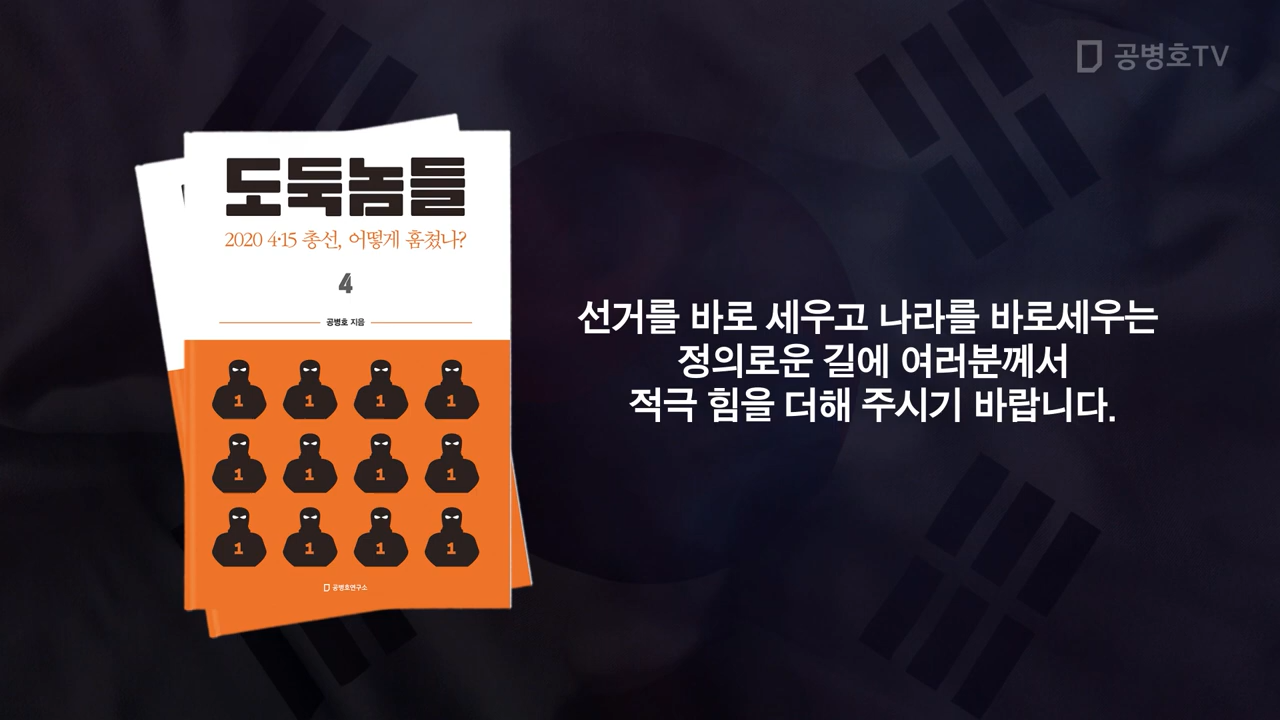 공병호TV
도둑놈들
2020 4·15 총선, 어떻게 훔쳤나?
4
공병호 지음
1 1 1 1
1 1 1 1
1 1 1 1
공병호연구소
선거를 바로 세우고 나라를 바로세우는
정의로운 길에 여러분께서
적극 힘을 더해 주시기 바랍니다.